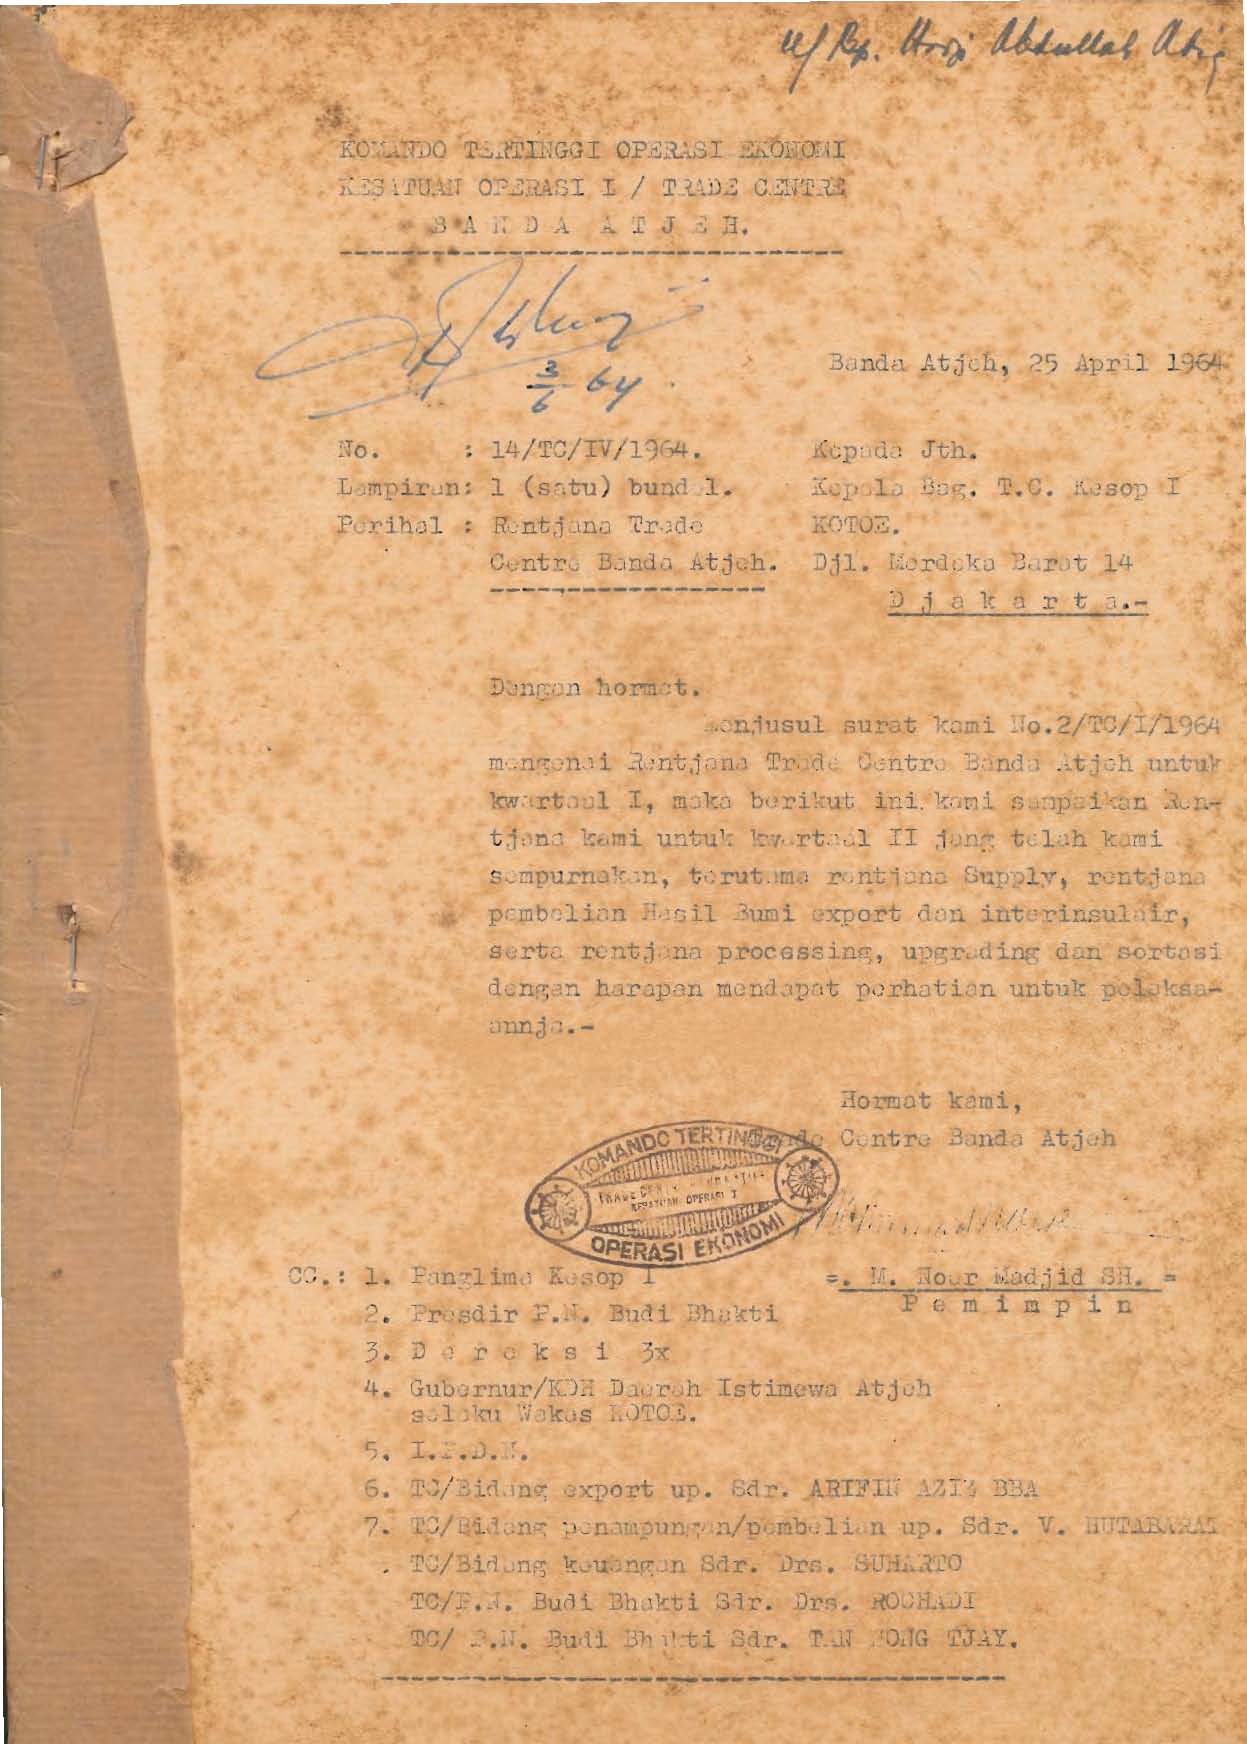 Abdullah
KOMANDO TERTINGGI OPERASI EKONOMI
KESATUAN OPERASI I / TRADE CENTRE
B A N D A A T J E H.
3/6 64
Banda Atjeh, 25 April 1964
No. : 14/TC/IV/1964.
Kepada Jth.
Lampiran: 1 (satu) bundel.
Kepala Bag. T.C. Kesop I
Perihal : Rentjana Trade
KOTOE.
Centre Banda Atjeh.
Djl. Merdeka Barat 14
D j a k a r t a.-
Dengan hormat.
Menjusul surat kami No.2/TC/I/1964
mengenai Rentjana Trade Centre Banda Atjeh untuk
kwartaal I, maka berikut ini kami sampaikan Ren-
tjana kami untuk kwartaal II jang telah kami
sempurnakan, terutama rentjana Supply, rentjana
pembelian Hasil Bumi export dan interinsulair,
serta rentjana processing, upgrading dan sortasi
dengan harapan mendapat perhatian untuk pelaksa-
annja.-
Hormat kami,
Trade Centre Banda Atjeh
KOMANDO TERTINGGI
KESATUAN OPERASI I
OPERASI EKONOMI
CC.: 1. Panglima Kesop I
=. M. Nour Madjid SH. =
P e m i m p i n
2. Presdir P.N. Budi Bhakti
3. D e r e k s i 3x
4. Gubernur/KDH Daerah Istimewa Atjeh
selaku Wakas KOTOE.
5. I.P.D.N.
6. TC/Bidang export up. Sdr. ARIFIN AZIZ BBA
7. TC/Bidang penampungan/pembelian up. Sdr. V. HUTABARAT
. TC/Bidang keuangan Sdr. Drs. SUHARTO
TC/P.N. Budi Bhakti Sdr. Drs. ROCHADI
TC/ P.N. Budi Bhakti Sdr. TAN HONG TJAY.